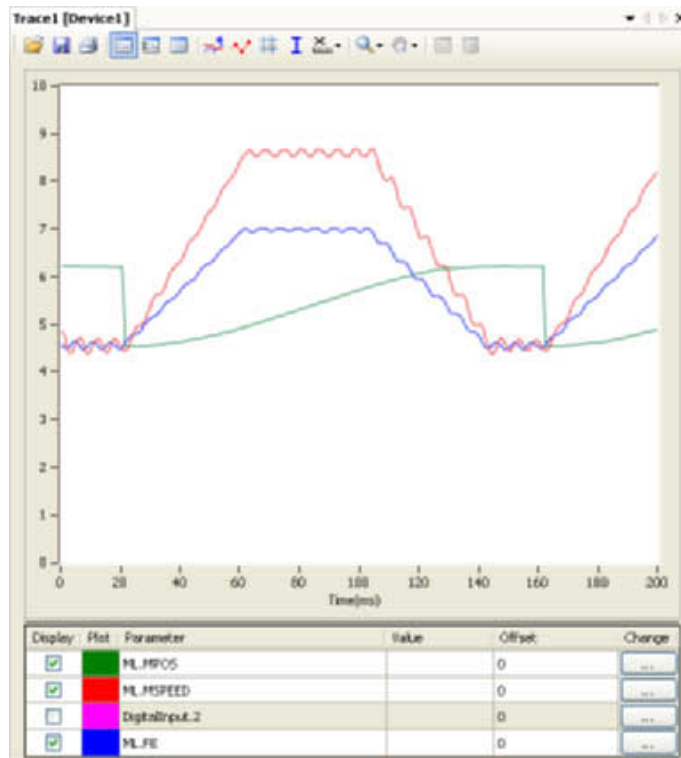 Trace1 [Device1]
10
9
8
7
6
5
4
3
2
1
0
0 20 40 60 80 100 120 140 160 180 200
Time(ms)
Display Plot Parameter Value Offset Change
ML.MPOS 0 ...
ML.MSPEED 0 ...
DigitalInput.2 0 ...
ML.FE 0 ...